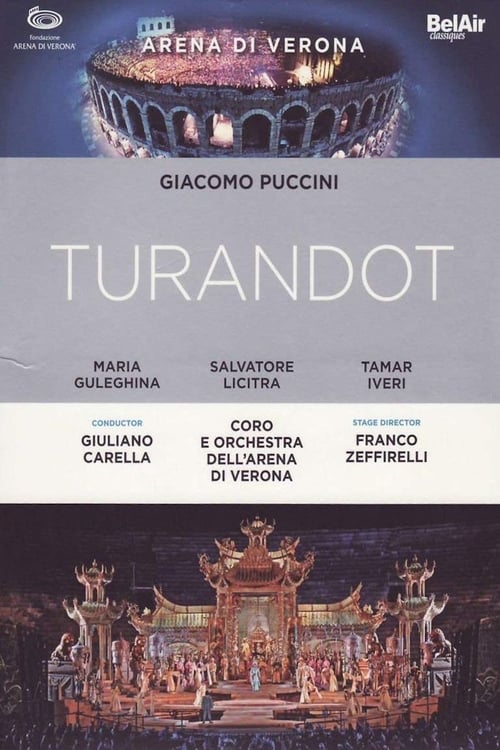 Fondazione
ARENA DI VERONA
BelAir
classiques
ARENA DI VERONA
GIACOMO PUCCINI
TURANDOT
MARIA
GULEGHINA
SALVATORE
LICITRA
TAMAR
IVERI
CONDUCTOR
GIULIANO
CARELLA
CORO
E ORCHESTRA
DELL'ARENA
DI VERONA
STAGE DIRECTOR
FRANCO
ZEFFIRELLI